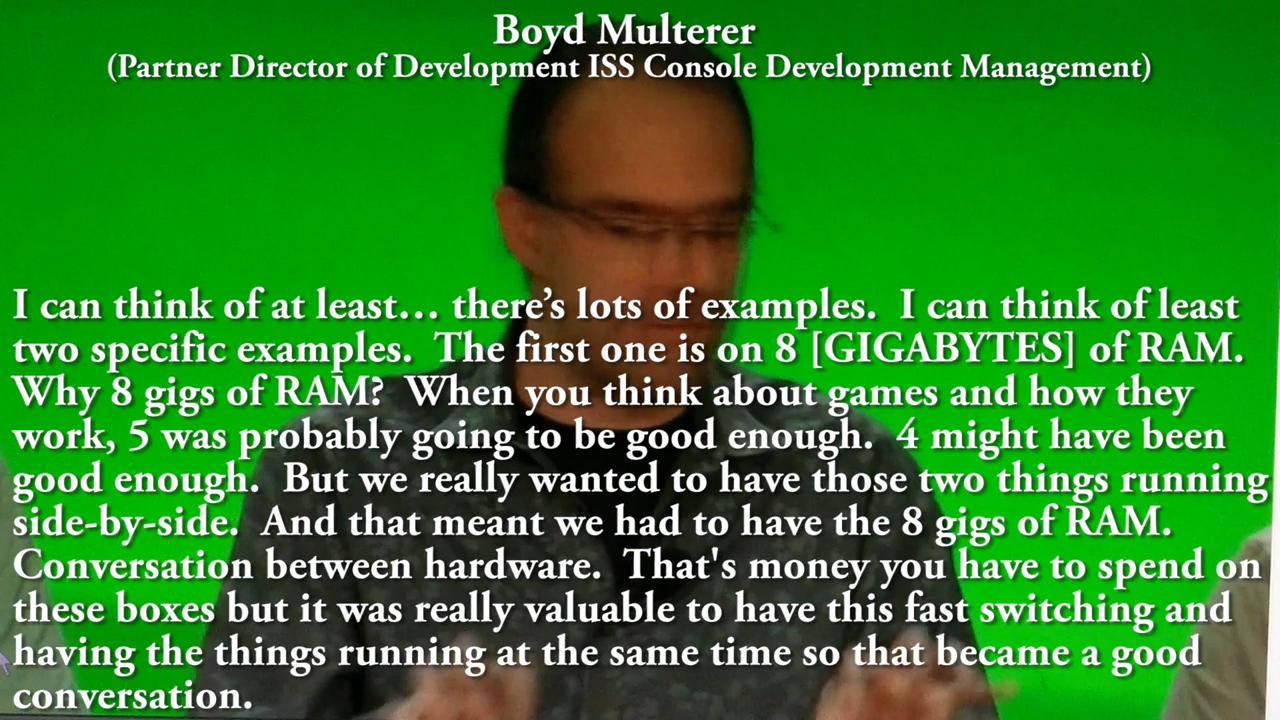 Boyd Multerer
(Partner Director of Development ISS Console Development Management)
I can think of at least… there’s lots of examples.  I can think of least
two specific examples.  The first one is on 8 [GIGABYTES] of RAM.
Why 8 gigs of RAM?  When you think about games and how they
work, 5 was probably going to be good enough.  4 might have been
good enough.  But we really wanted to have those two things running
side-by-side.  And that meant we had to have the 8 gigs of RAM.
Conversation between hardware.  That's money you have to spend on
these boxes but it was really valuable to have this fast switching and
having the things running at the same time so that became a good
conversation.